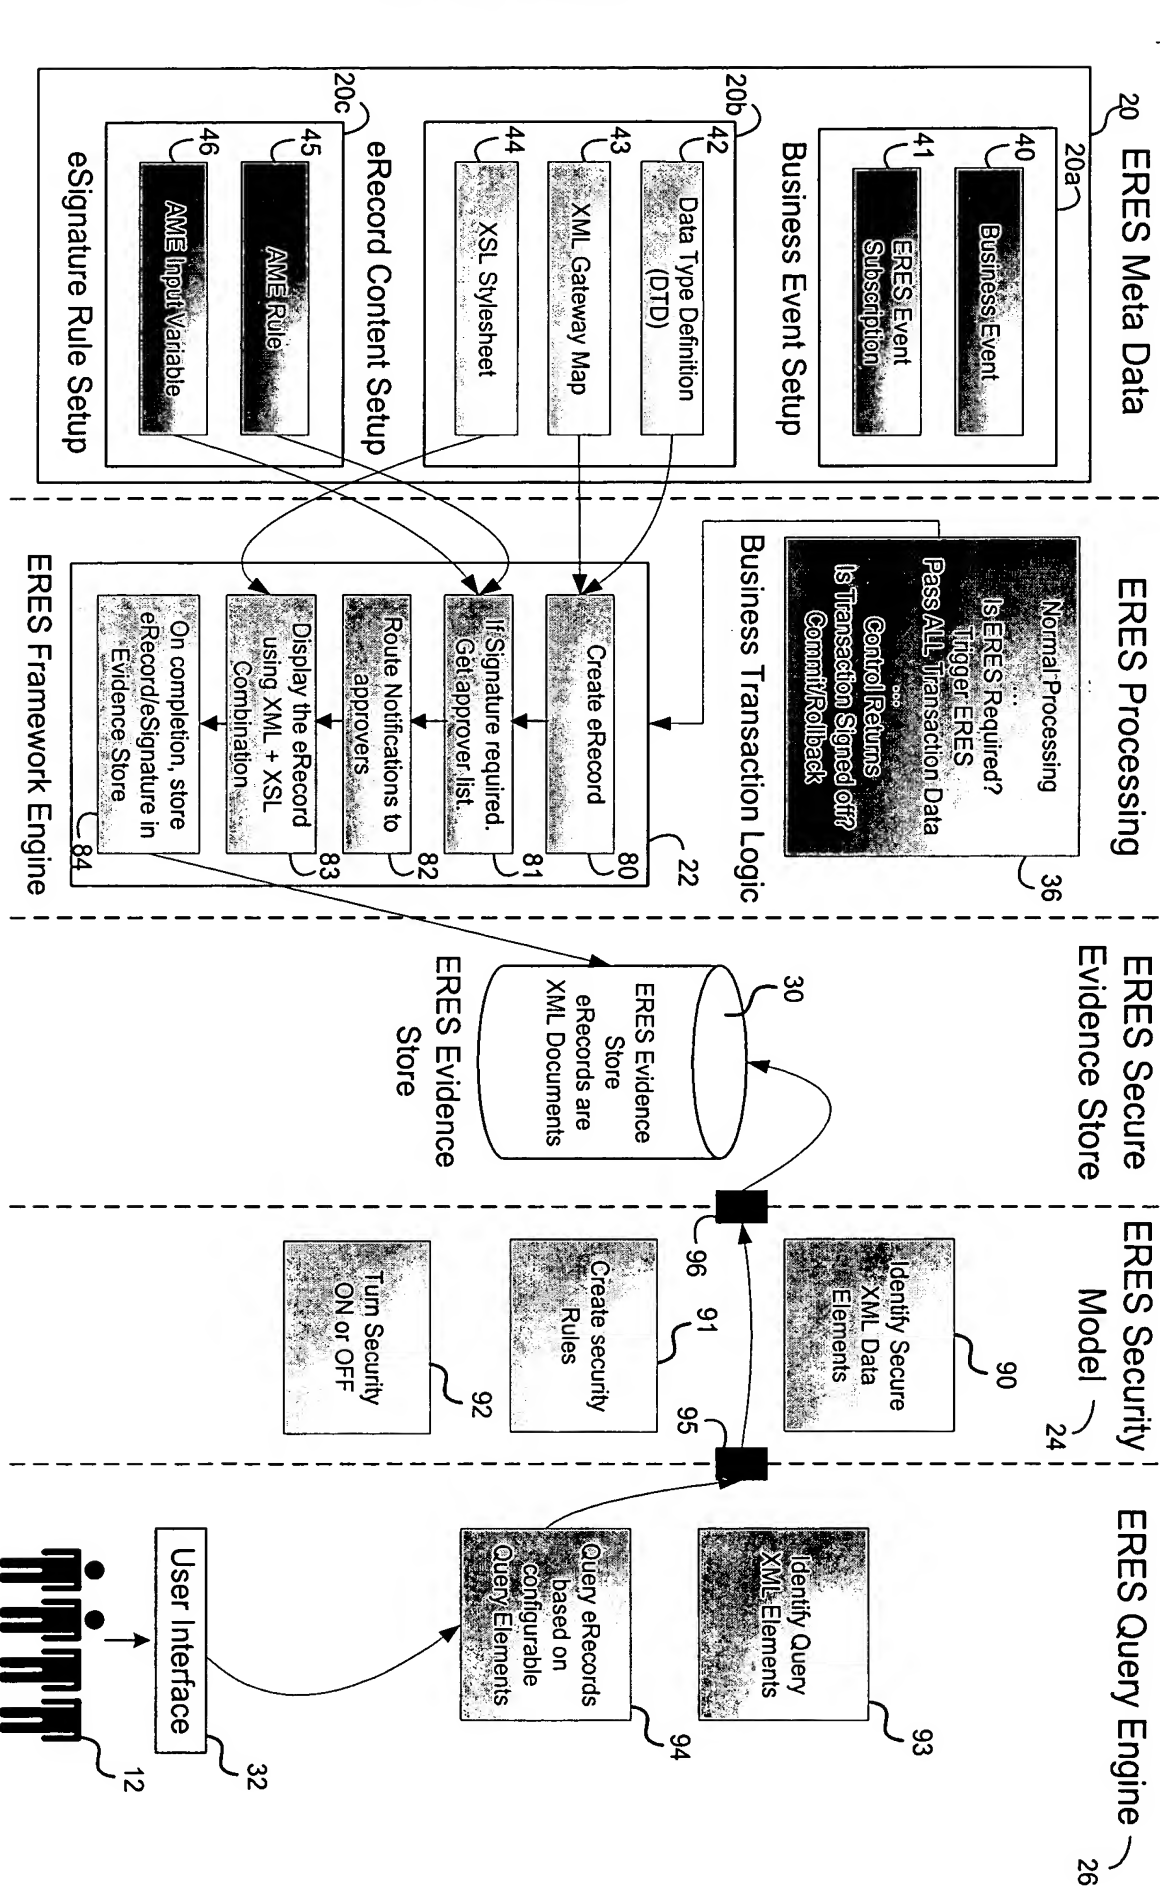 ERES Meta Data
20
20a
40
Business Event
41
ERES Event
Subscription
Business Event Setup
20b
42
Data Type Definition
(DTD)
43
XML Gateway Map
44
XSL Stylesheet
eRecord Content Setup
20c
45
AME Rule
46
AME Input Variable
eSignature Rule Setup
ERES Processing
Normal Processing
...
Is ERES Required?
Trigger ERES
Pass ALL Transaction Data
....
Control Returns
Is Transaction Signed off?
Commit/Rollback
36
Business Transaction Logic
22
Create eRecord
80
If Signature required.
Get approver list.
81
Route Notifications to
approvers
82
Display the eRecord
using XML + XSL
Combination
83
On completion, store
eRecord/eSignature in
Evidence Store
84
ERES Framework Engine
ERES Secure
Evidence Store
30
ERES Evidence
Store
eRecords are
XML Documents
ERES Evidence
Store
ERES Security
Model
24
Identify Secure
XML Data
Elements
90
96
95
Create security
Rules
91
Turn Security
ON or OFF
92
ERES Query Engine
26
Identify Query
XML Elements
93
Query eRecords
based on
configurable
Query Elements
94
User Interface
32
12